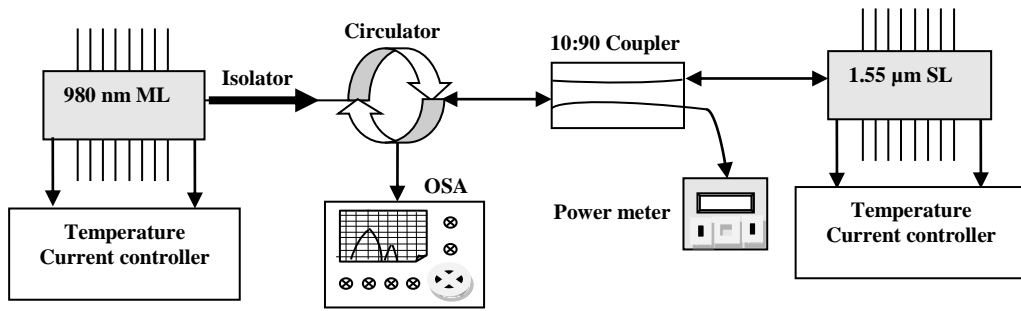 Circulator
10:90 Coupler
Isolator
980 nm ML
1.55 µm SL
OSA
Power meter
Temperature
Current controller
Temperature
Current controller